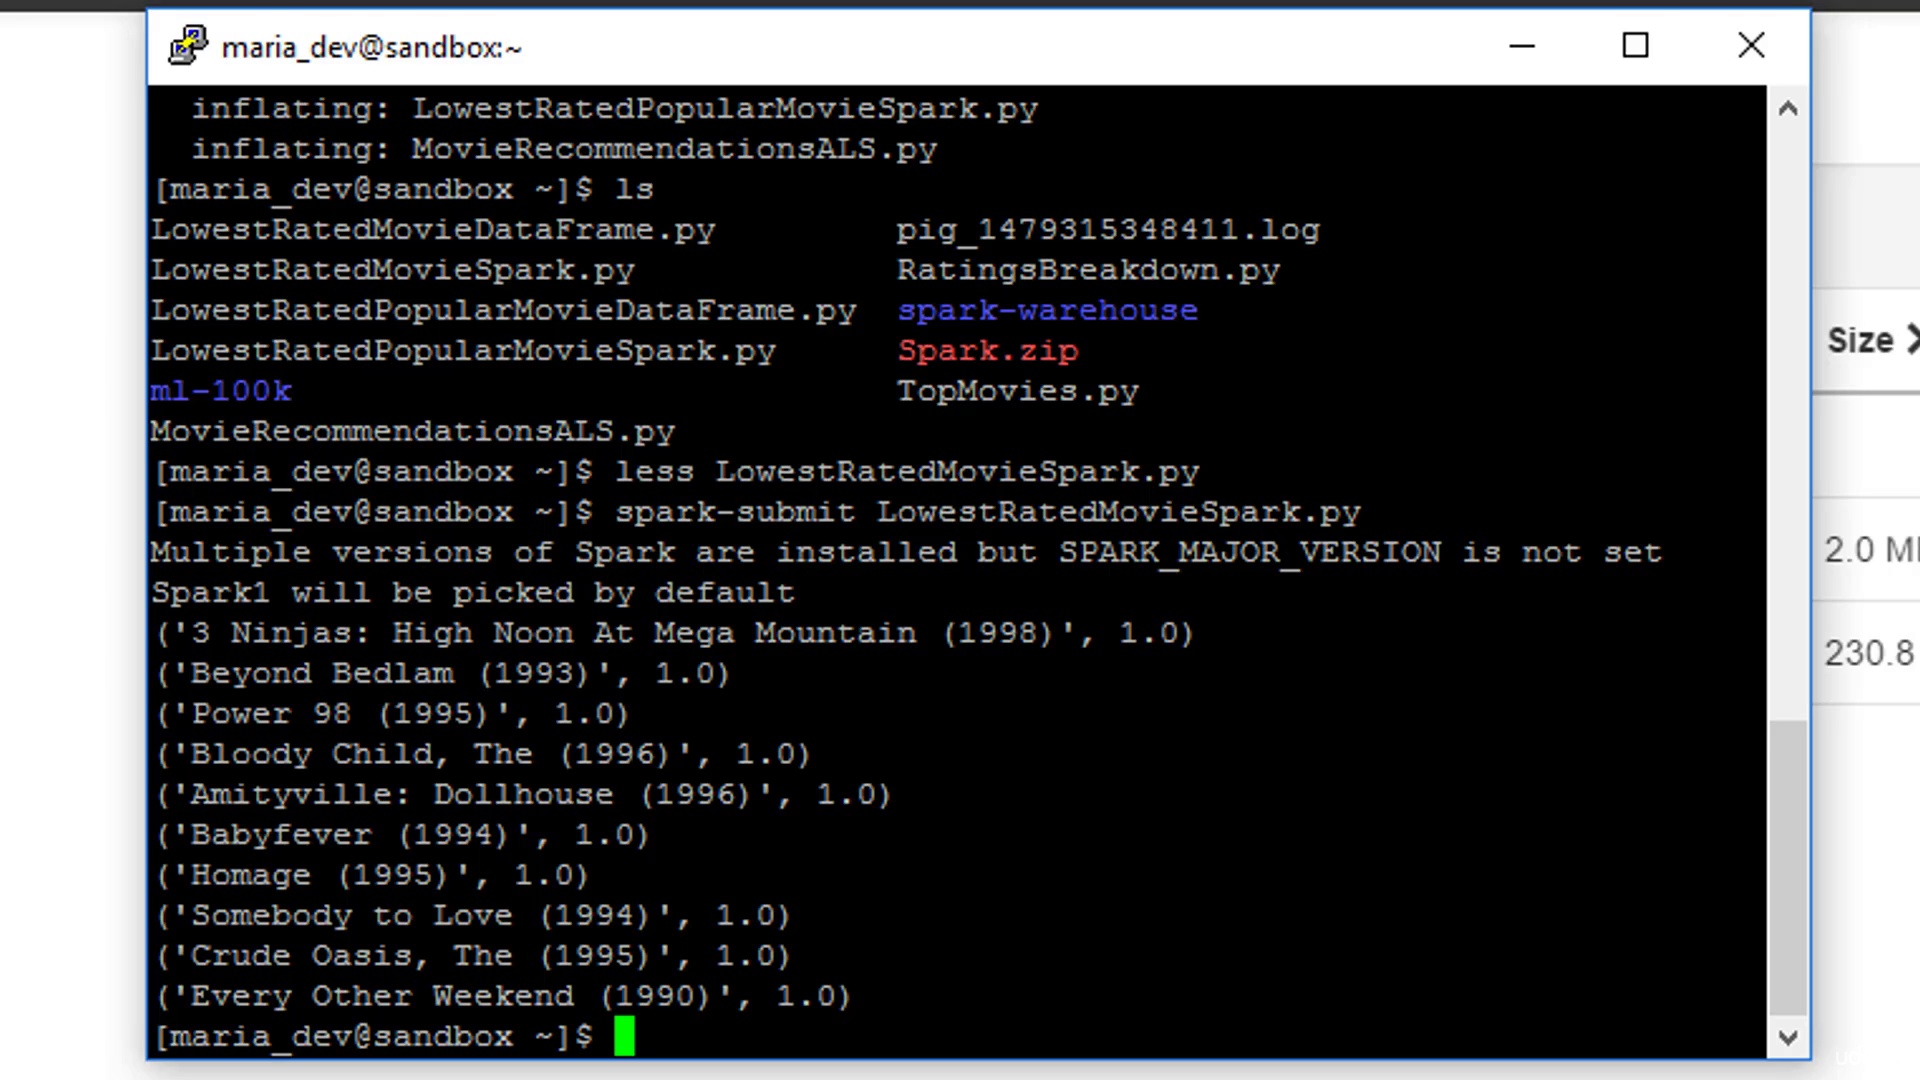 maria_dev@sandbox:~
inflating: LowestRatedPopularMovieSpark.py
inflating: MovieRecommendationsALS.py
[maria_dev@sandbox ~]$ ls
LowestRatedMovieDataFrame.py pig_1479315348411.log
LowestRatedMovieSpark.py RatingsBreakdown.py
LowestRatedPopularMovieDataFrame.py spark-warehouse
LowestRatedPopularMovieSpark.py Spark.zip
ml-100k TopMovies.py
MovieRecommendationsALS.py
[maria_dev@sandbox ~]$ less LowestRatedMovieSpark.py
[maria_dev@sandbox ~]$ spark-submit LowestRatedMovieSpark.py
Multiple versions of Spark are installed but SPARK_MAJOR_VERSION is not set
Spark1 will be picked by default
('3 Ninjas: High Noon At Mega Mountain (1998)', 1.0)
('Beyond Bedlam (1993)', 1.0)
('Power 98 (1995)', 1.0)
('Bloody Child, The (1996)', 1.0)
('Amityville: Dollhouse (1996)', 1.0)
('Babyfever (1994)', 1.0)
('Homage (1995)', 1.0)
('Somebody to Love (1994)', 1.0)
('Crude Oasis, The (1995)', 1.0)
('Every Other Weekend (1990)', 1.0)
[maria_dev@sandbox ~]$
Size
2.0
230.8